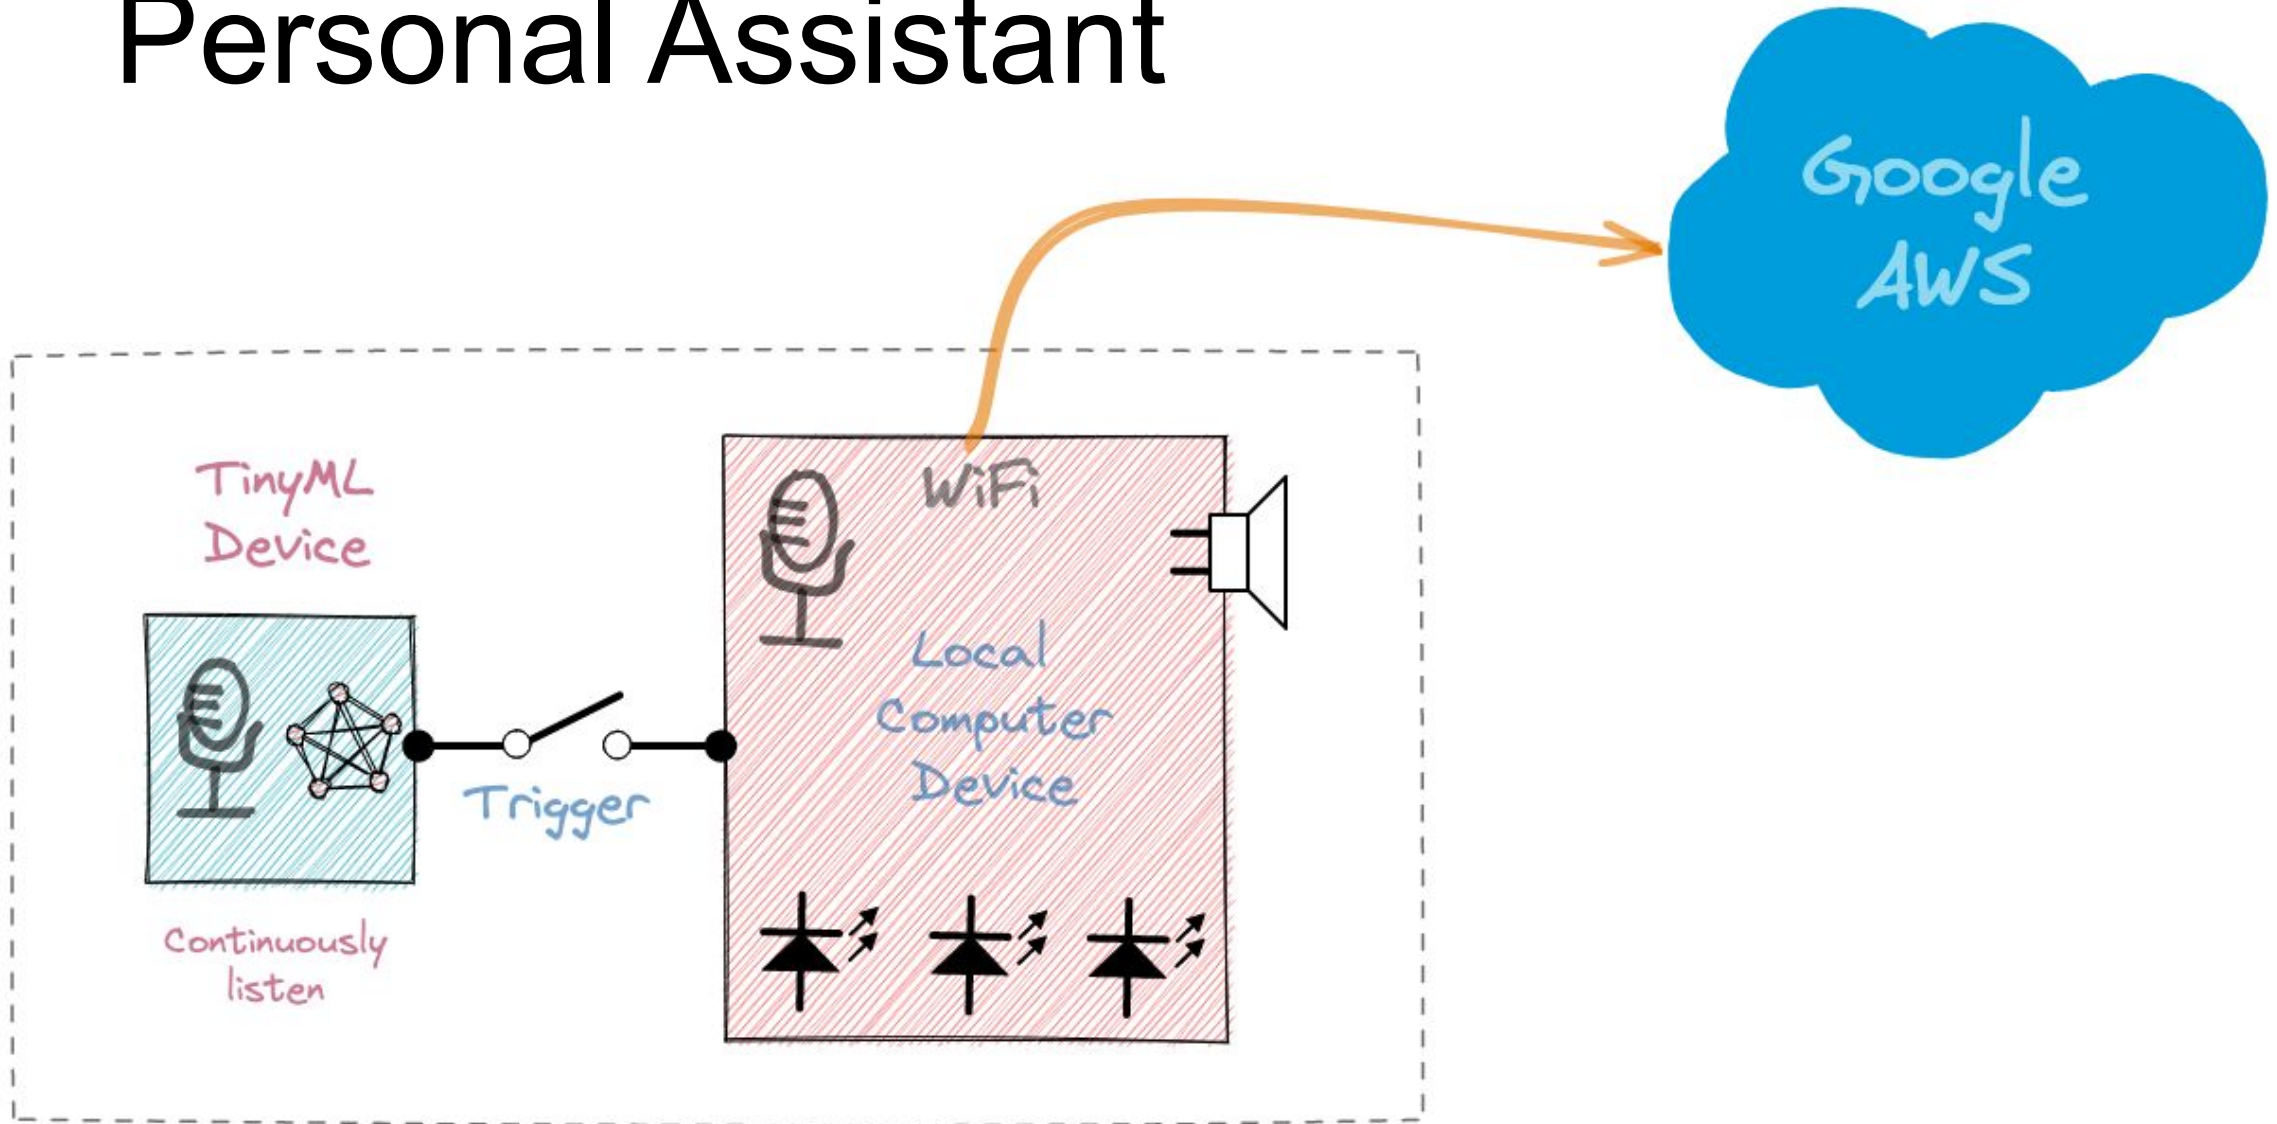 Personal Assistant
Google
AWS
TinyML
Device
WiFi
Local
Computer
Device
Trigger
Continuously
listen